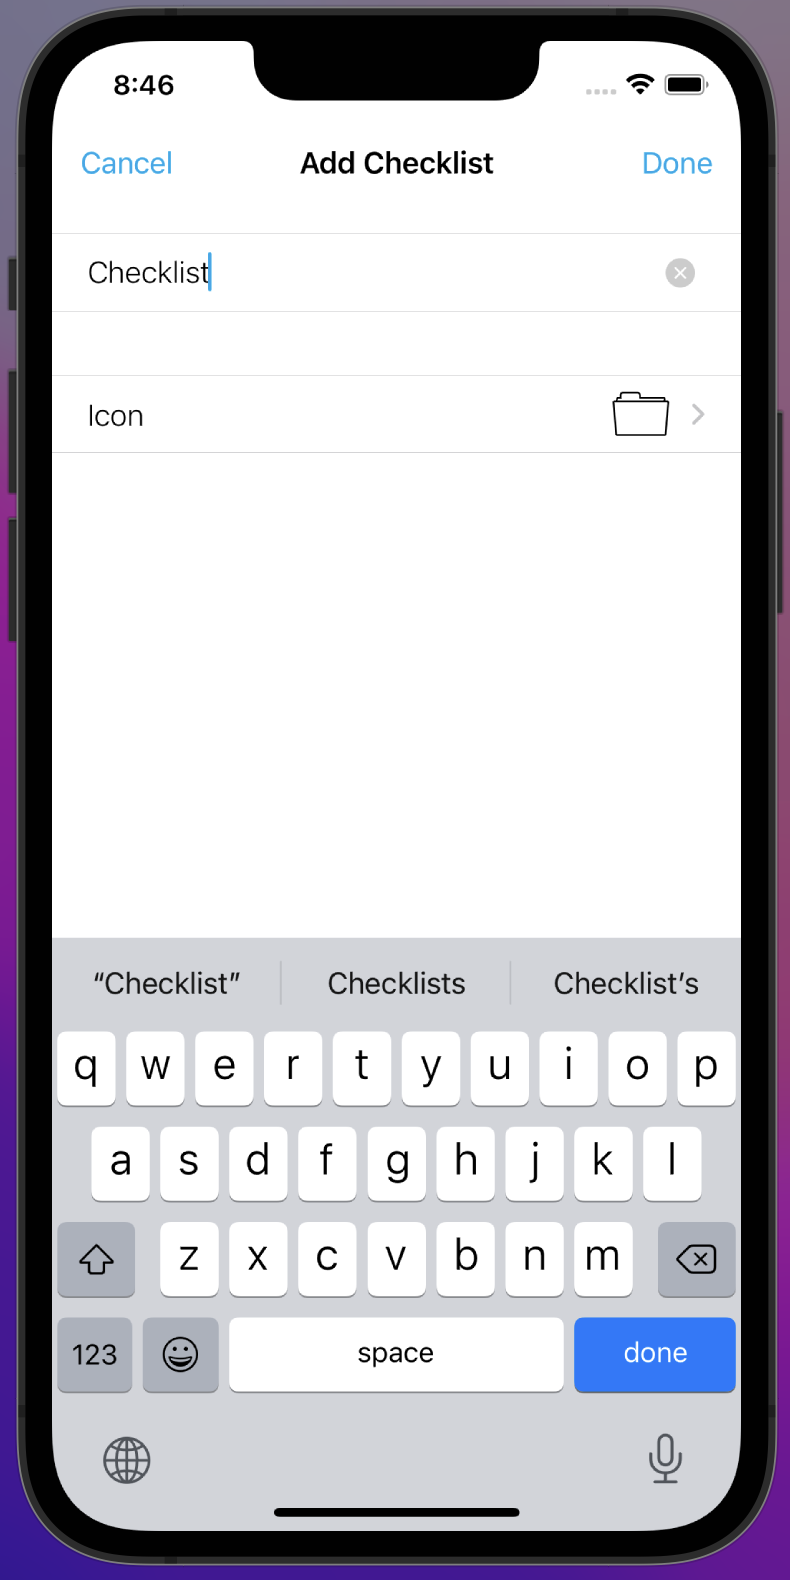 8:46
Cancel Add Checklist Done
Checklist
Icon
“Checklist” Checklists Checklist’s
q w e r t y u i o p
a s d f g h j k l
z x c v b n m
123 space done